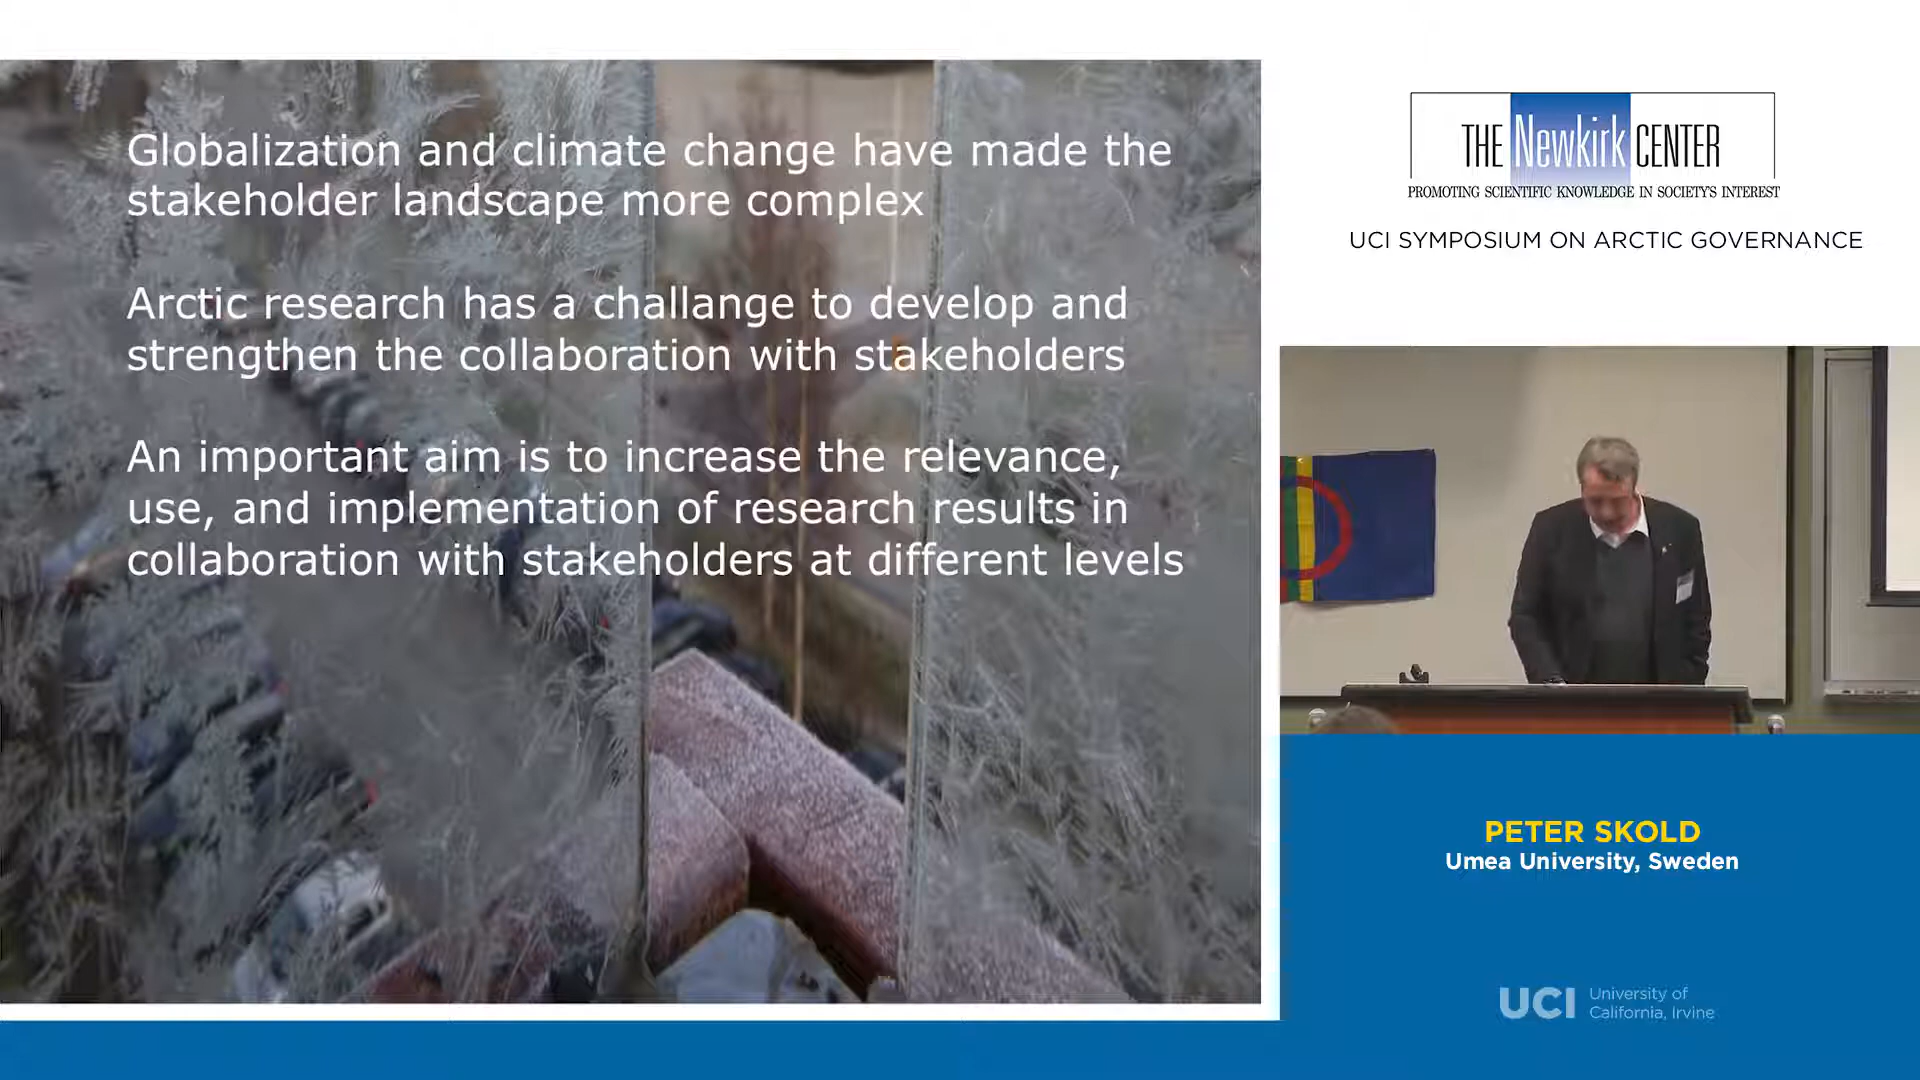 Globalization and climate change have made the
stakeholder landscape more complex
Arctic research has a challange to develop and
strengthen the collaboration with stakeholders
An important aim is to increase the relevance,
use, and implementation of research results in
collaboration with stakeholders at different levels
THE Newkirk CENTER
PROMOTING SCIENTIFIC KNOWLEDGE IN SOCIETY'S INTEREST
UCI SYMPOSIUM ON ARCTIC GOVERNANCE
PETER SKOLD
Umea University, Sweden
UCI University of
California, Irvine